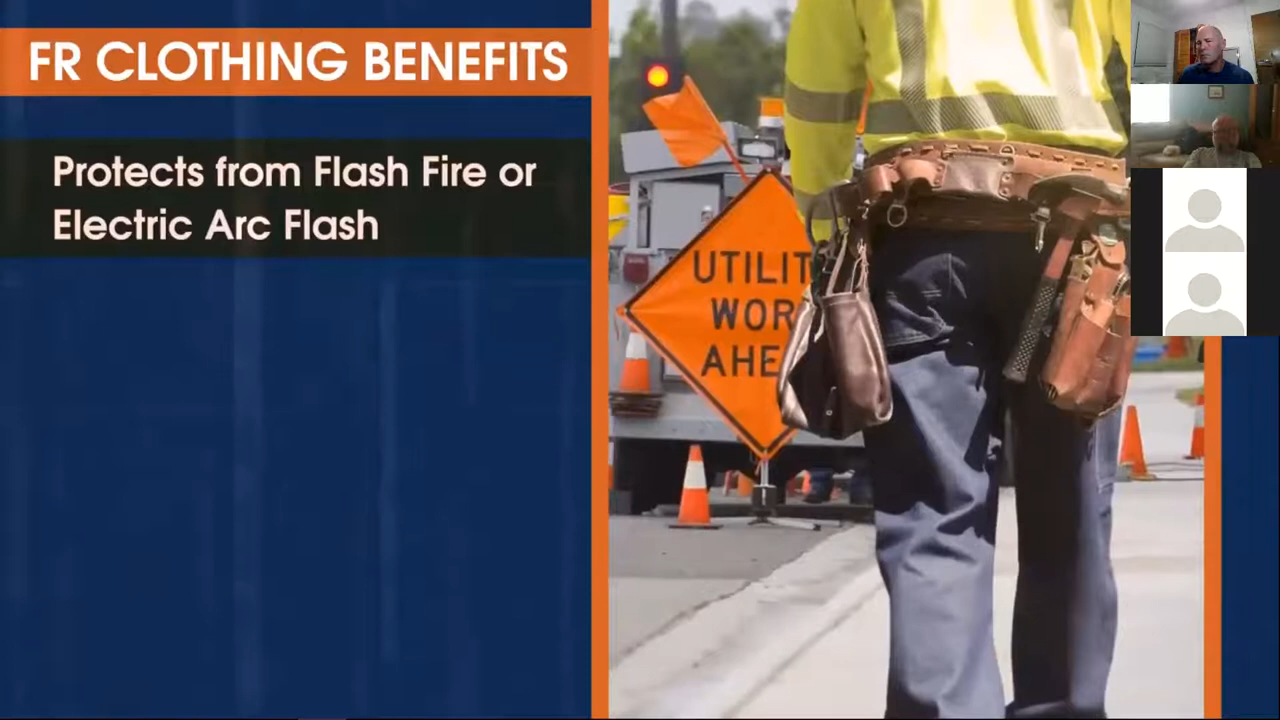 FR CLOTHING BENEFITS
Protects from Flash Fire or
Electric Arc Flash
UTILIT
WOR
AHE